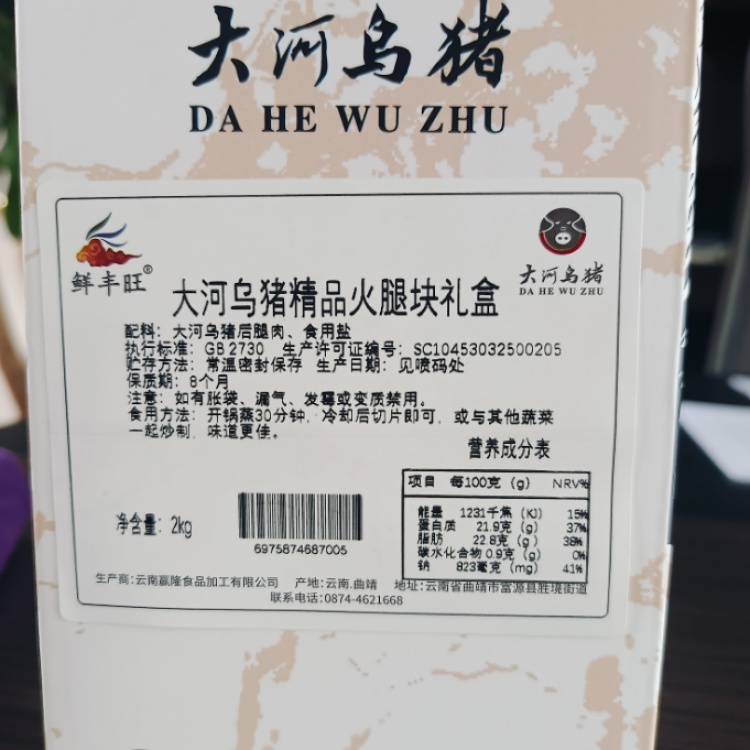 大河乌猪
DA HE WU ZHU
鲜丰旺®
大河乌猪精品火腿块礼盒
大河乌猪
DA HE WU ZHU
配料：大河乌猪后腿肉、食用盐
执行标准：GB 2730 生产许可证编号：SC10453032500205
贮存方法：常温密封保存 生产日期：见喷码处
保质期：8个月
注意：如有胀袋、漏气、发霉或变质禁用。
食用方法：开锅蒸30分钟，冷却后切片即可，或与其他蔬菜
一起炒制，味道更佳。
营养成分表
项目 每100克（g） NRV%
能量 1231千焦（KJ） 15%
蛋白质 21.9克（g） 37%
脂肪 22.8克（g） 38%
碳水化合物 0.9克（g） 0%
钠 823毫克（mg） 41%
净含量：2kg
6975874687005
生产商:云南赢隆食品加工有限公司 产地:云南.曲靖 地址:云南省曲靖市富源县胜境街道
联系电话:0874-4621668